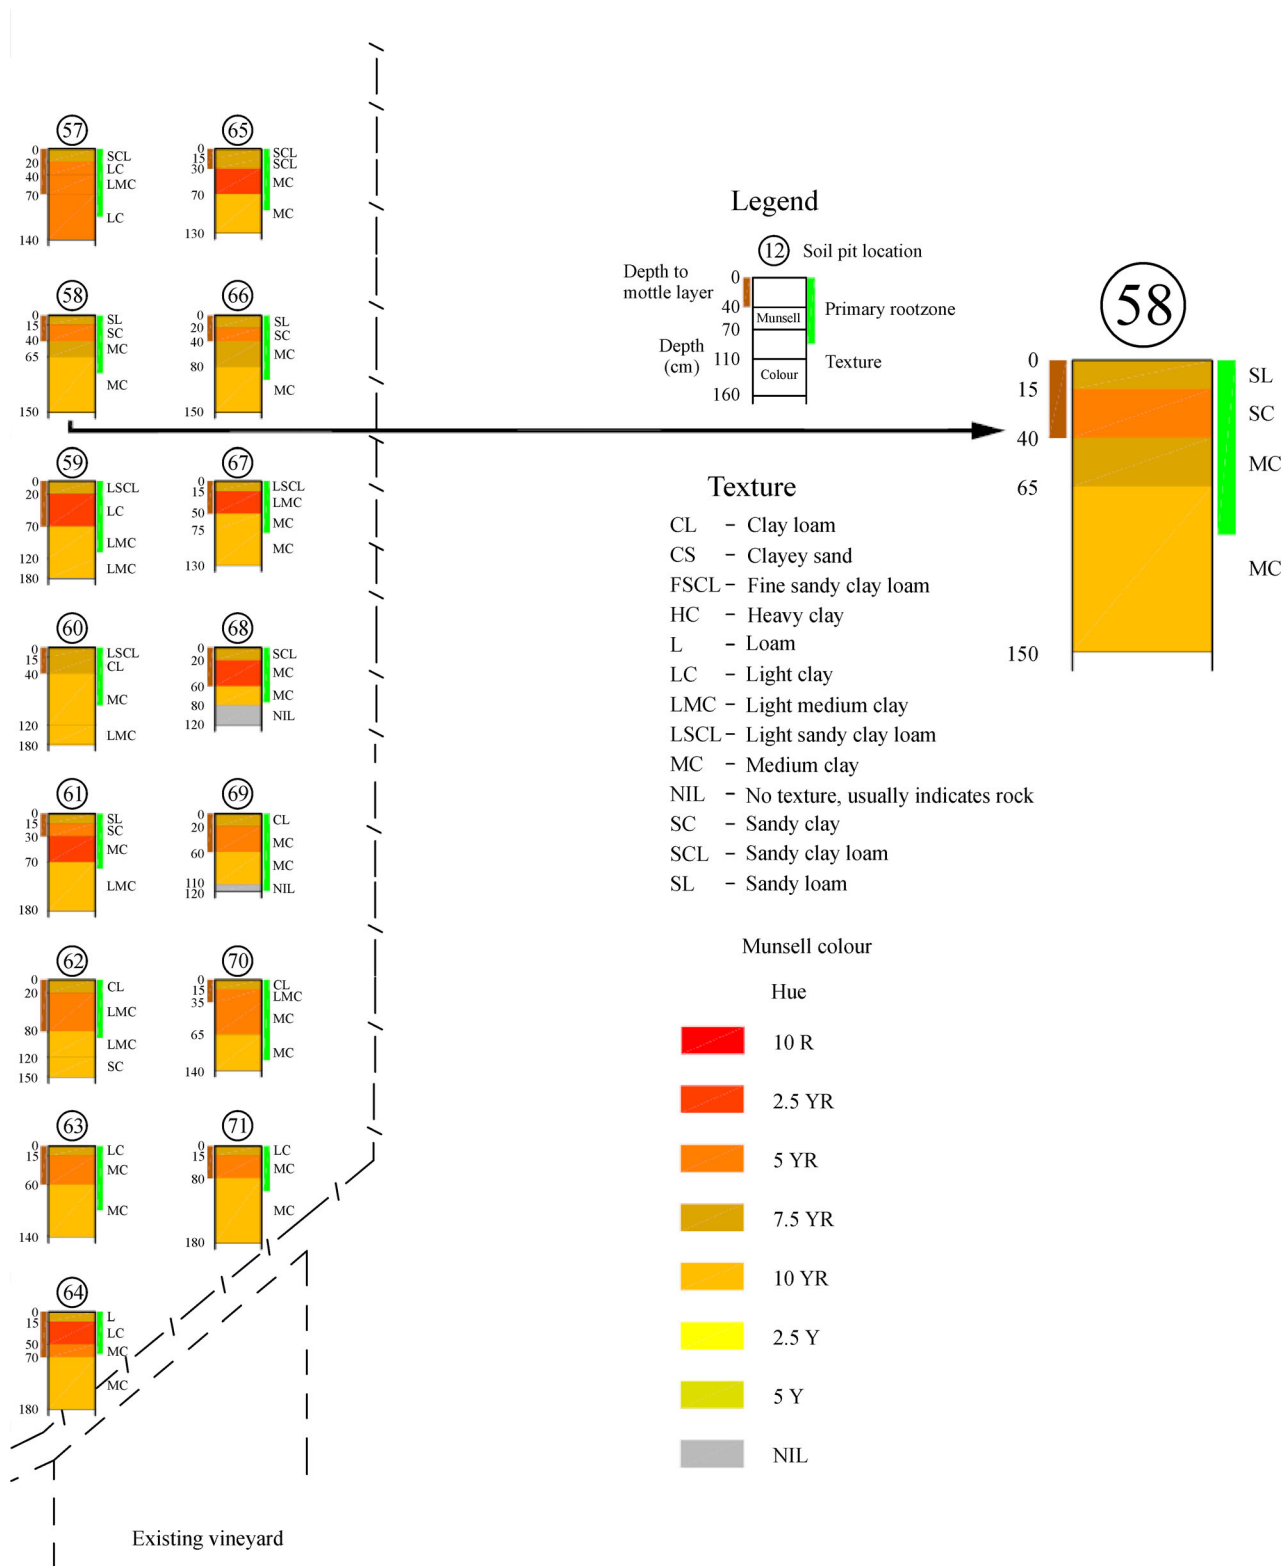 57
0
20
40
70
140
SCL
LC
LMC
LC
65
0
15
30
70
130
SCL
SCL
MC
MC
58
0
15
40
65
150
SL
SC
MC
MC
66
0
20
40
80
150
SL
SC
MC
MC
59
0
20
70
120
180
LSCL
LC
LMC
LMC
67
0
15
50
75
130
LSCL
LMC
MC
MC
60
0
15
40
120
180
LSCL
CL
MC
LMC
68
0
20
60
80
120
SCL
MC
MC
NIL
61
0
15
30
70
180
SL
SC
MC
LMC
69
0
20
60
110
120
CL
MC
MC
NIL
62
0
20
80
120
150
CL
LMC
LMC
SC
70
0
15
35
65
140
CL
LMC
MC
MC
63
0
15
60
140
LC
MC
MC
71
0
15
80
180
LC
MC
MC
64
0
15
50
70
180
L
LC
MC
MC
Existing vineyard
Legend
12 Soil pit location
Depth to
mottle layer
0
40
70
110
160
Munsell
Colour
Depth
(cm)
Primary rootzone
Texture
58
0
15
40
65
150
SL
SC
MC
MC
Texture
CL – Clay loam
CS – Clayey sand
FSCL – Fine sandy clay loam
HC – Heavy clay
L – Loam
LC – Light clay
LMC – Light medium clay
LSCL – Light sandy clay loam
MC – Medium clay
NIL – No texture, usually indicates rock
SC – Sandy clay
SCL – Sandy clay loam
SL – Sandy loam
Munsell colour
Hue
10 R
2.5 YR
5 YR
7.5 YR
10 YR
2.5 Y
5 Y
NIL